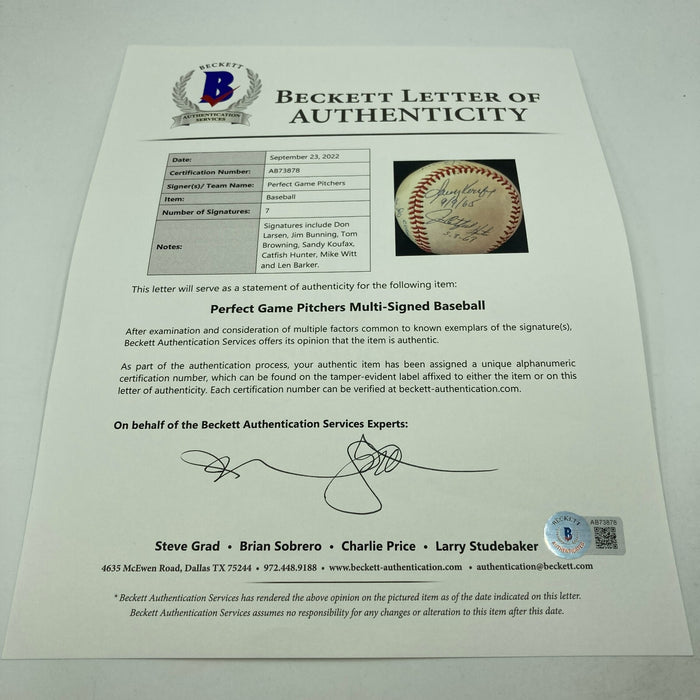 BECKETT
B
AUTHENTICATION
SERVICES
BECKETT LETTER OF
AUTHENTICITY
Date: September 23, 2022
Certification Number: AB73878
Signer(s)/ Team Name: Perfect Game Pitchers
Item: Baseball
Number of Signatures: 7
Notes: Signatures include Don
Larsen, Jim Bunning, Tom
Browning, Sandy Koufax,
Catfish Hunter, Mike Witt
and Len Barker.
Sandy Koufax
9/9/65
This letter will serve as a statement of authenticity for the following item:
Perfect Game Pitchers Multi-Signed Baseball
After examination and consideration of multiple factors common to known exemplars of the signature(s),
Beckett Authentication Services offers its opinion that the item is authentic.
As part of the authentication process, your authentic item has been assigned a unique alphanumeric
certification number, which can be found on the tamper-evident label affixed to either the item or on this
letter of authenticity. Each certification number can be verified at beckett-authentication.com.
On behalf of the Beckett Authentication Services Experts:
BECKETT
B
AUTHENTICATION
AB73878
Steve Grad • Brian Sobrero • Charlie Price • Larry Studebaker
4635 McEwen Road, Dallas TX 75244 • 972.448.9188 • www.beckett-authentication.com • authentication@beckett.com
* Beckett Authentication Services has rendered the above opinion on the pictured item as of the date indicated on this letter.
Beckett Authentication Services assumes no responsibility for any changes or alteration to this item after this date.